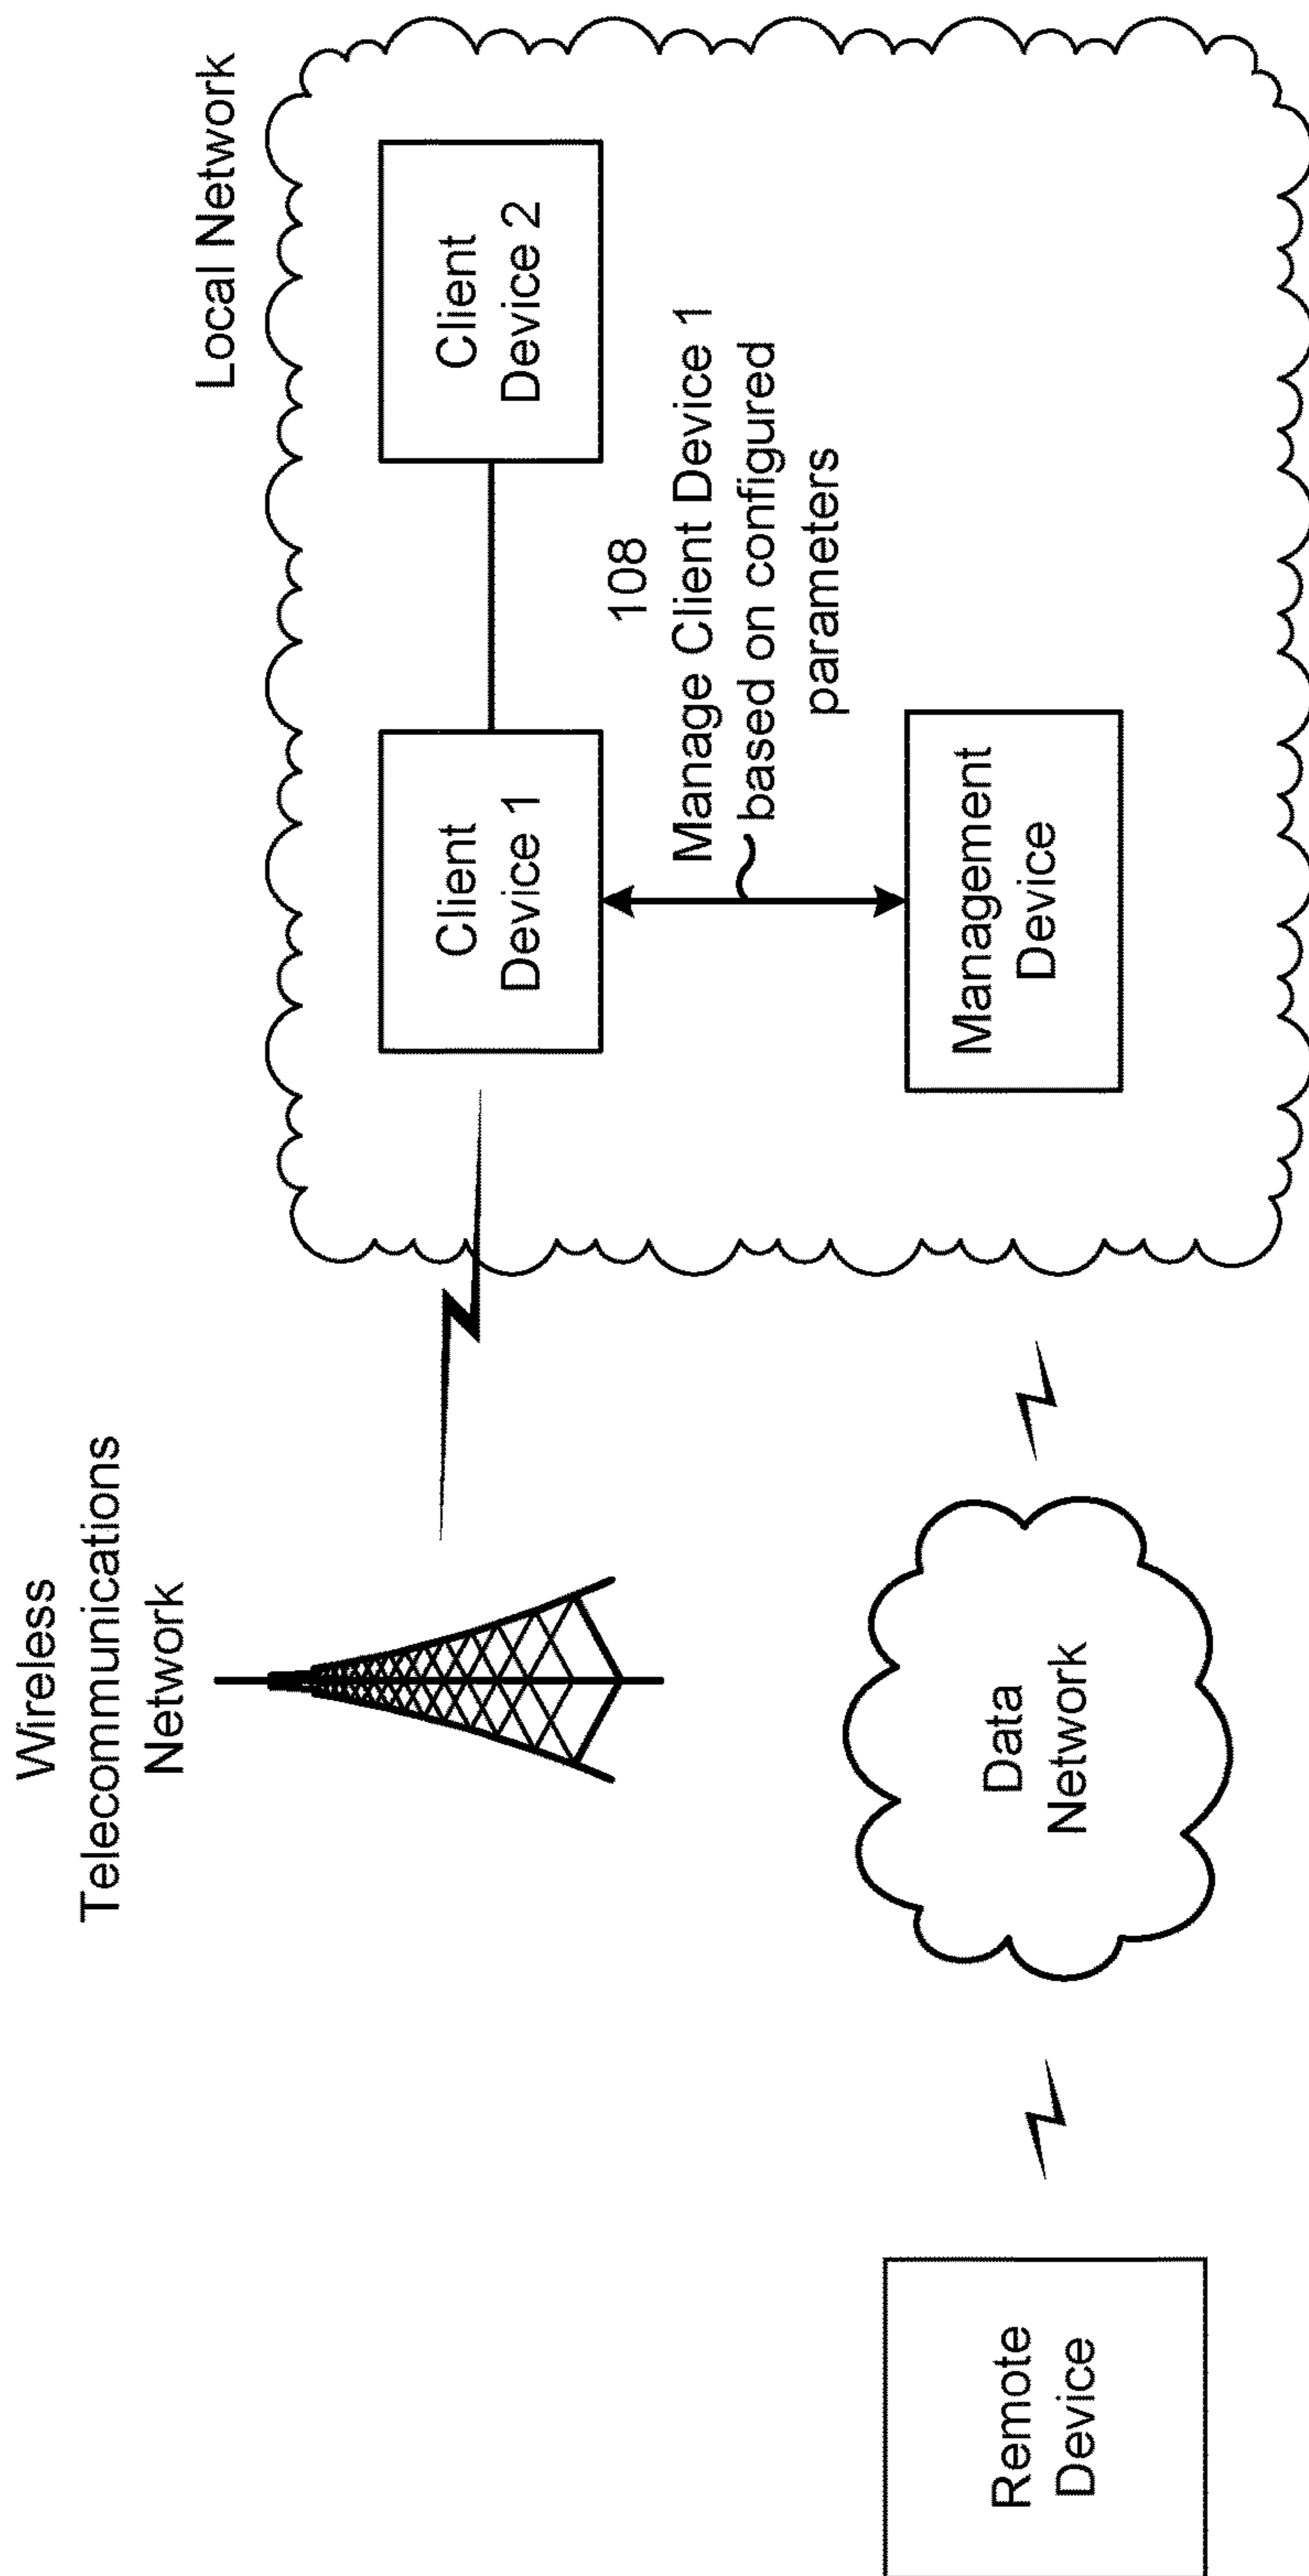 Wireless
Telecommunications
Network
Local Network
Client
Device 1
Client
Device 2
108
Manage Client Device 1
based on configured
parameters
Management
Device
Data
Network
Remote
Device